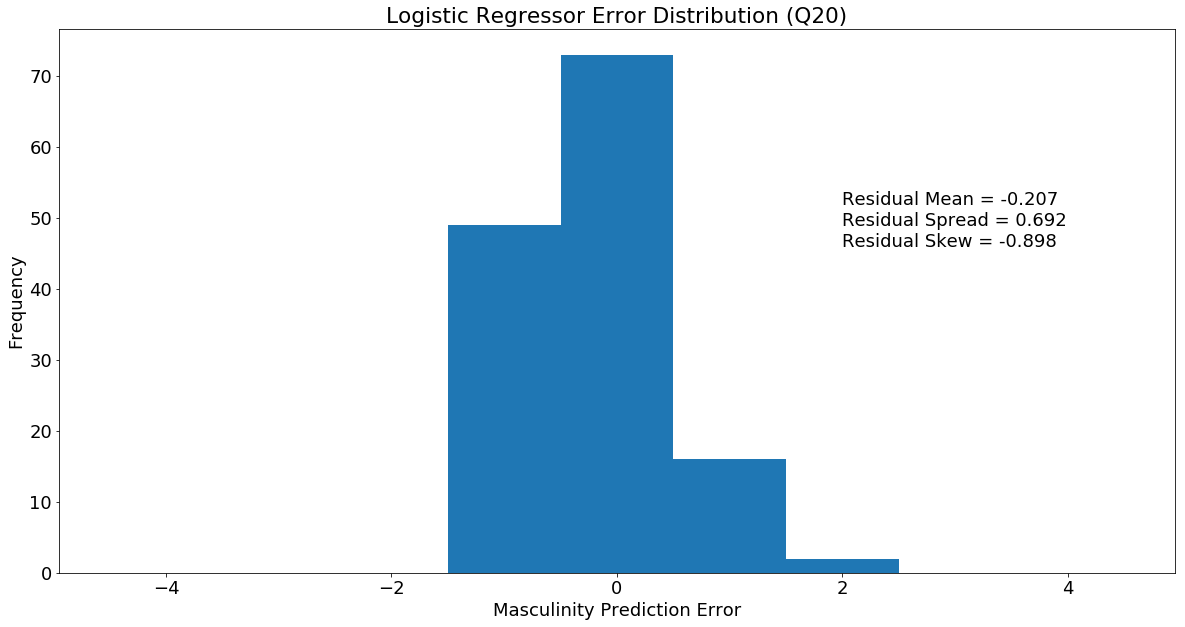 Logistic Regressor Error Distribution (Q20)
70
60
50
40
30
20
10
0
Frequency
Residual Mean = -0.207
Residual Spread = 0.692
Residual Skew = -0.898
−4 −2 0 2 4
Masculinity Prediction Error